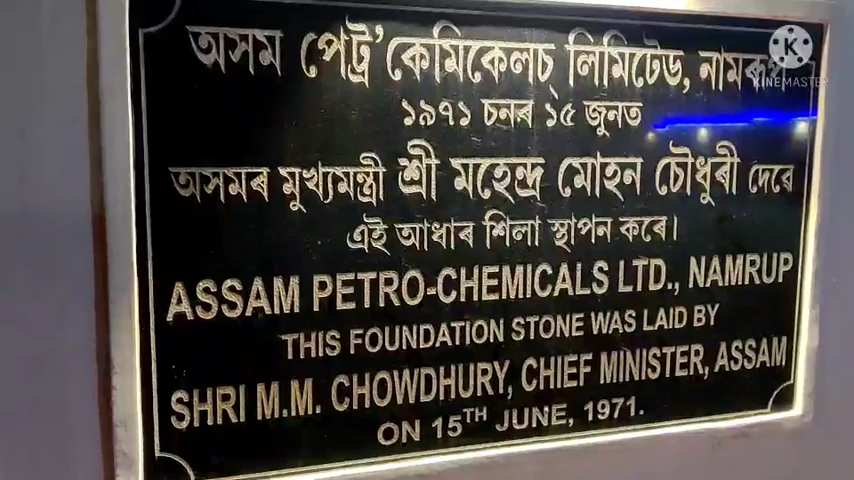 অসম পেট্ৰ'কেমিকেলচ্ লিমিটেড, নামৰূপ
১৯৭১ চনৰ ১৫ জুনত
অসমৰ মুখ্যমন্ত্ৰী শ্ৰী মহেন্দ্ৰ মোহন চৌধুৰী দেৱে
এই আধাৰ শিলা স্থাপন কৰে।
ASSAM PETRO-CHEMICALS LTD., NAMRUP
THIS FOUNDATION STONE WAS LAID BY
SHRI M.M. CHOWDHURY, CHIEF MINISTER, ASSAM
ON 15TH JUNE, 1971.
K
KINEMASTER